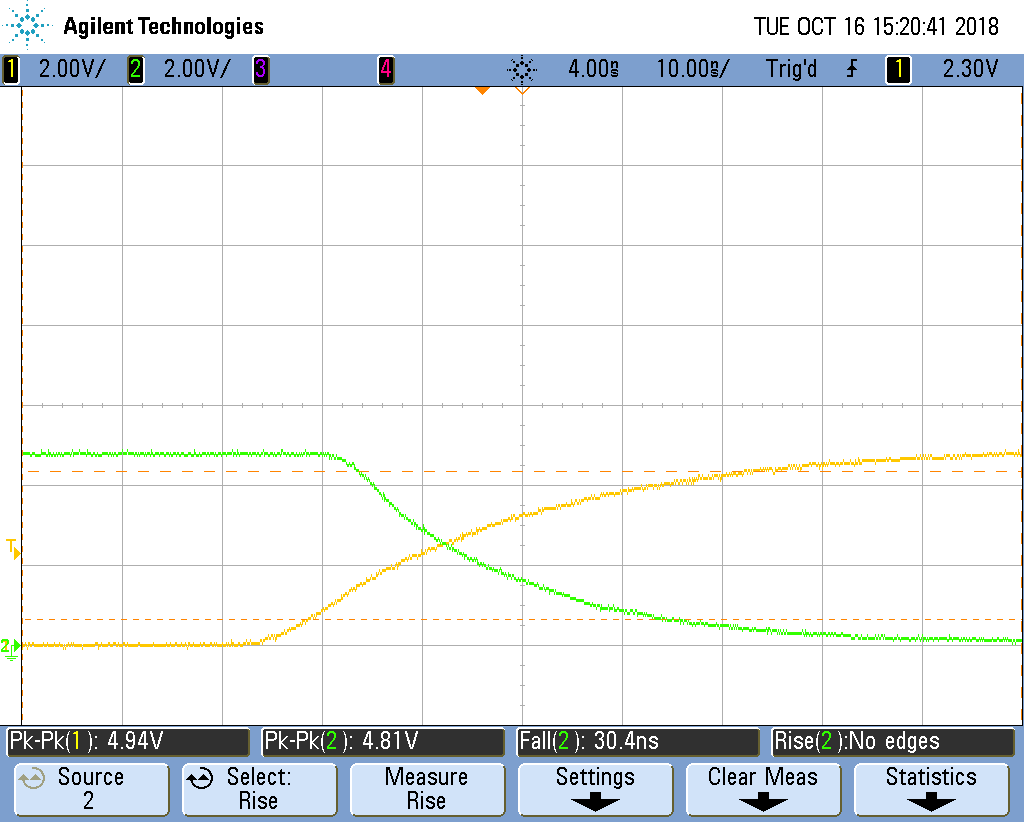 Agilent Technologies
TUE OCT 16 15:20:41 2018
1 2.00V/ 2 2.00V/ 3 4 4.00ns 10.00ns/ Trig'd 1 2.30V
T
2
Pk-Pk(1): 4.94V Pk-Pk(2): 4.81V Fall(2): 30.4ns Rise(2):No edges
Source Select: Measure Settings Clear Meas Statistics
2 Rise Rise